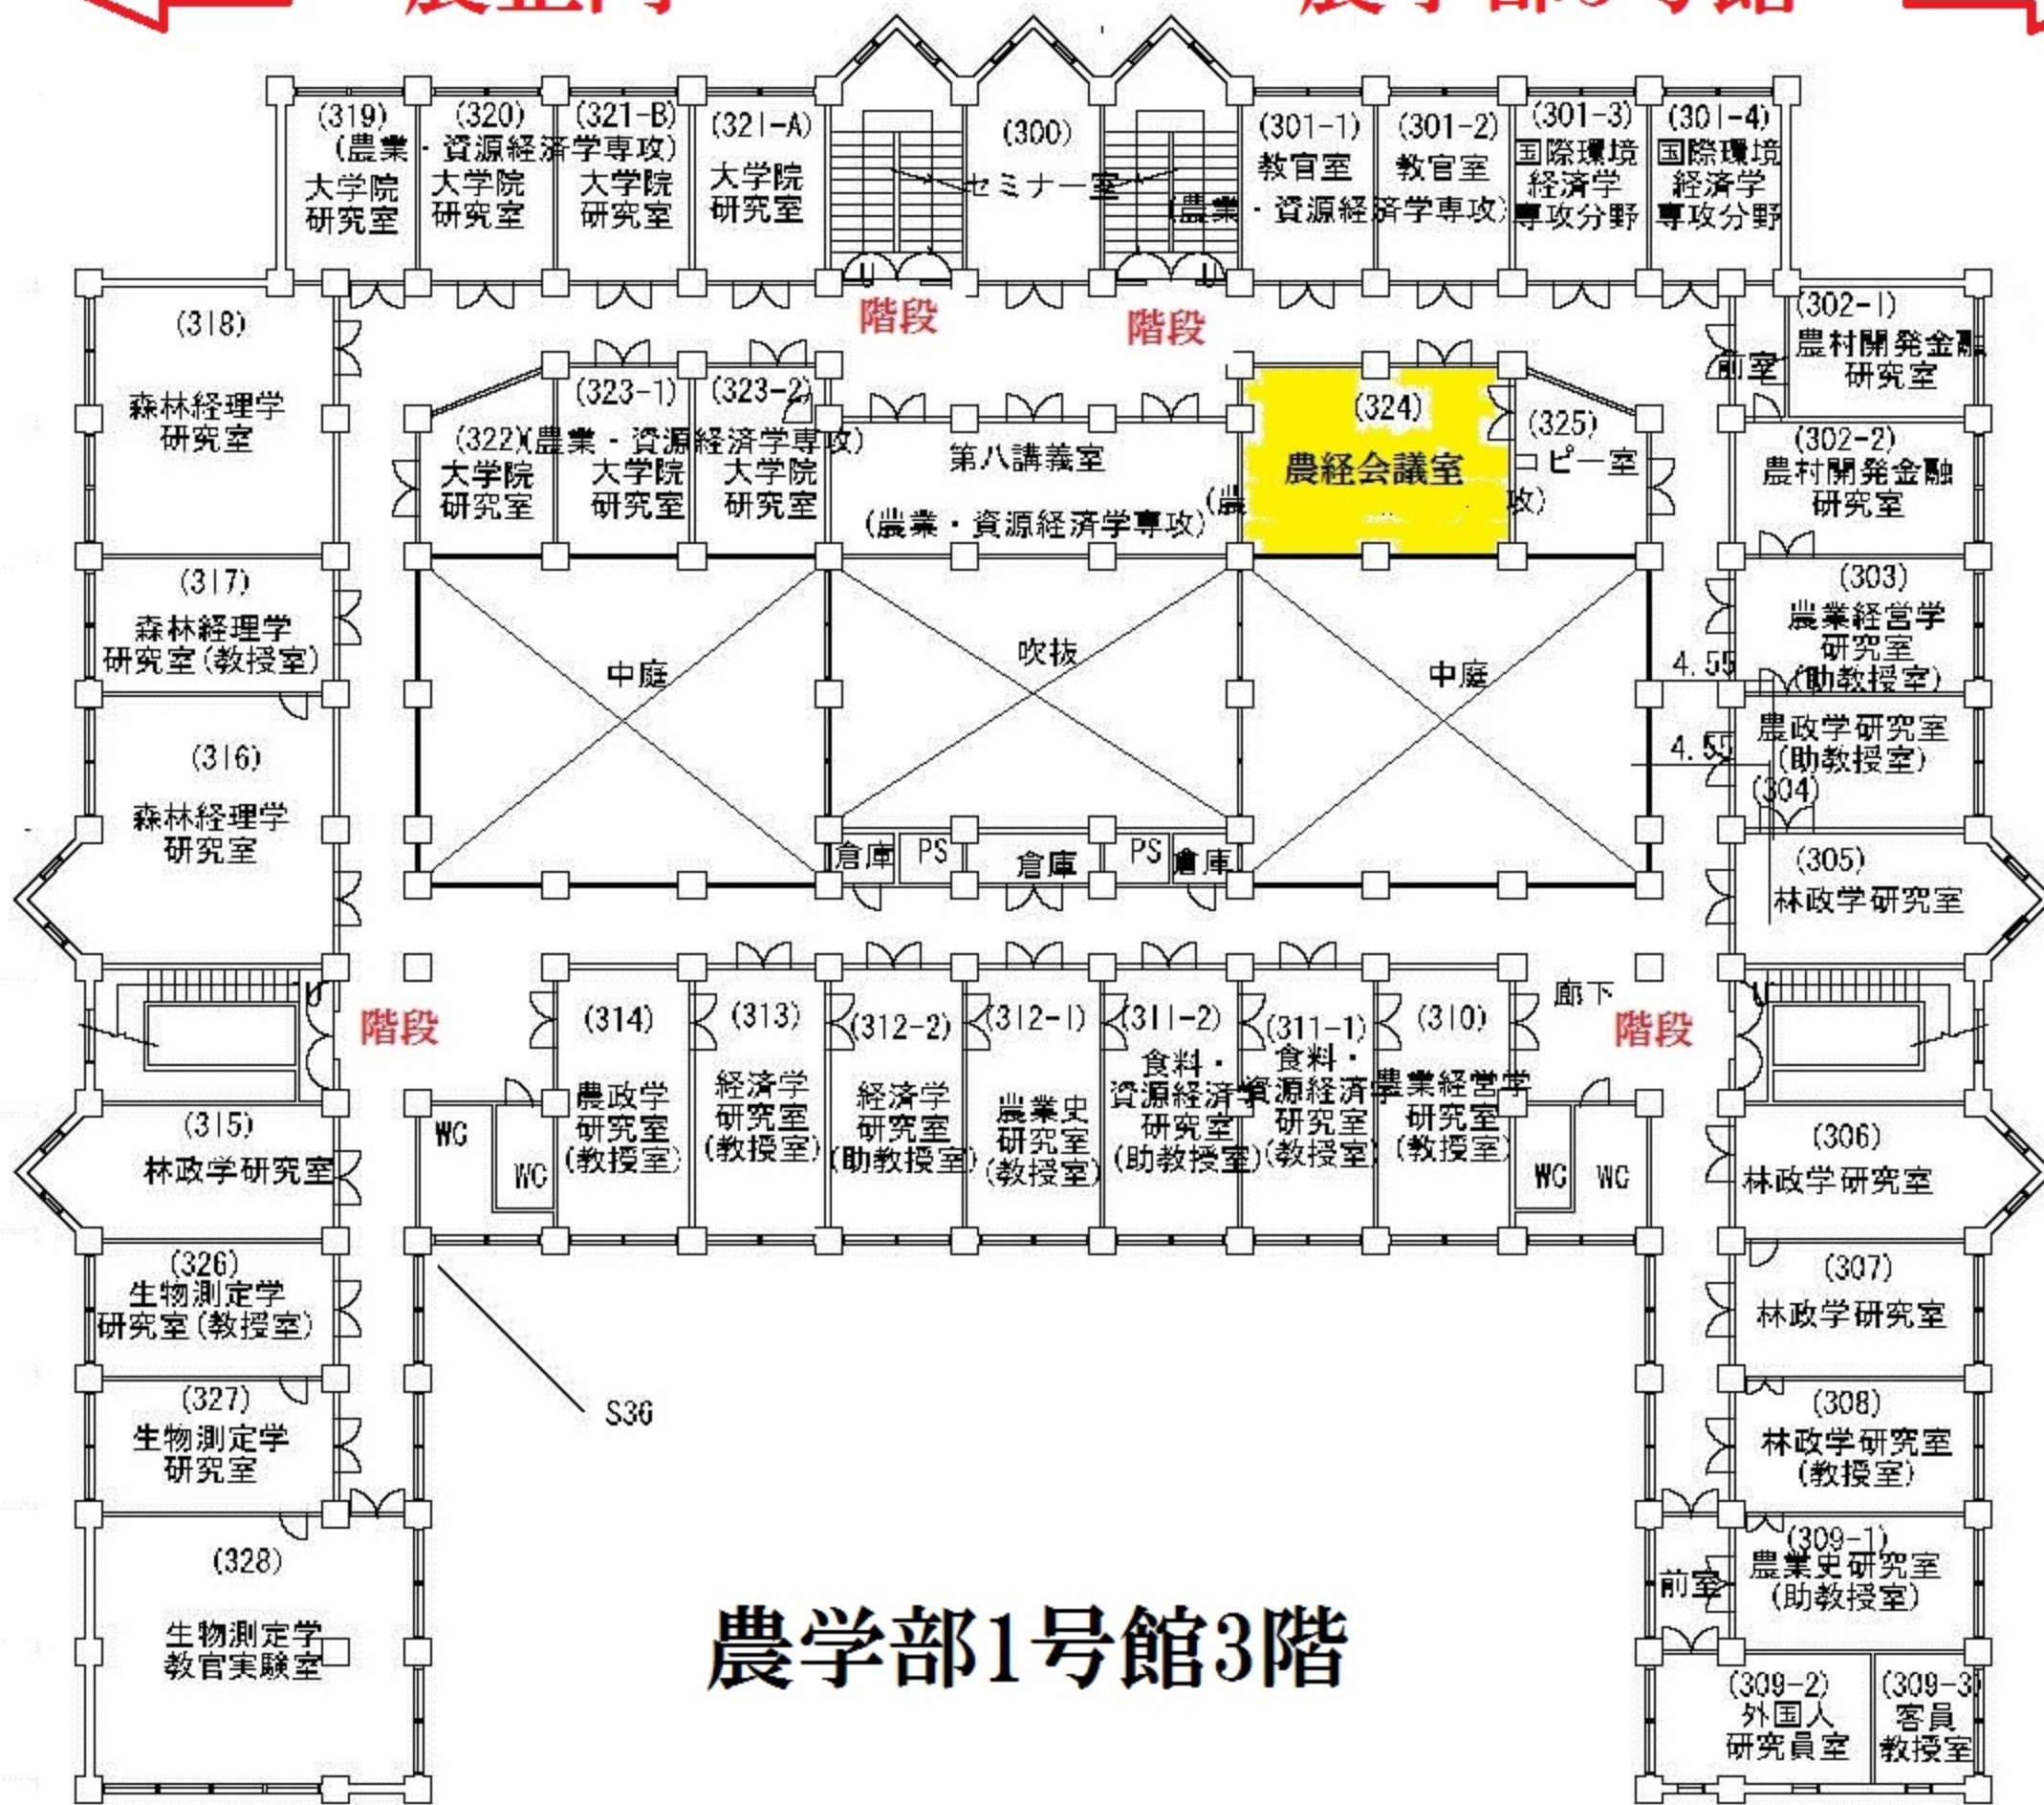 (319)
(農業・資源経済学専攻)
大学院
研究室
(320)
大学院
研究室
(321-B)
大学院
研究室
(321-A)
大学院
研究室
(300)
セミナー室
(301-1)
教官室
(農業・資源経済学専攻)
(301-2)
教官室
(301-3)
国際環境
経済学
専攻分野
(301-4)
国際環境
経済学
専攻分野
U
U
階段
階段
(318)
森林経理学
研究室
(302-1)
農村開発金融
研究室
前室
(322)(農業・資源経済学専攻)
大学院
研究室
(323-1)
大学院
研究室
(323-2)
大学院
研究室
第八講義室
(農業・資源経済学専攻)
(324)
農経会議室
(農
攻)
(325)
コピー室
(302-2)
農村開発金融
研究室
(317)
森林経理学
研究室(教授室)
中庭
吹抜
中庭
(303)
農業経営学
研究室
(助教授室)
4.55
4.55
農政学研究室
(助教授室)
(304)
(316)
森林経理学
研究室
倉庫
PS
倉庫
PS
倉庫
(305)
林政学研究室
U
階段
(314)
農政学
研究室
(教授室)
(313)
経済学
研究室
(教授室)
(312-2)
経済学
研究室
(助教授室)
(312-1)
農業史
研究室
(教授室)
(311-2)
食料・
資源経済学
研究室
(助教授室)
(311-1)
食料・
資源経済学
研究室
(教授室)
(310)
農業経営学
研究室
(教授室)
廊下
階段
U
WC
WC
WC
WC
(315)
林政学研究室
(306)
林政学研究室
(326)
生物測定学
研究室(教授室)
(307)
林政学研究室
(327)
生物測定学
研究室
S36
(308)
林政学研究室
(教授室)
(328)
生物測定学
教官実験室
農学部1号館3階
前室
(309-1)
農業史研究室
(助教授室)
(309-2)
外国人
研究員室
(309-3)
客員
教授室